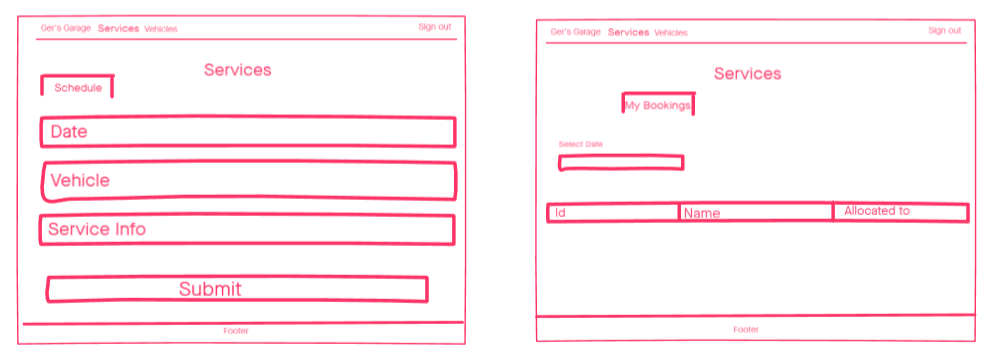 Ger's Garage Services Vehicles Sign out
Services
Schedule
Date
Vehicle
Service Info
Submit
Footer
Ger's Garage Services Vehicles Sign out
Services
My Bookings
Select Date
Id Name Allocated to
Footer